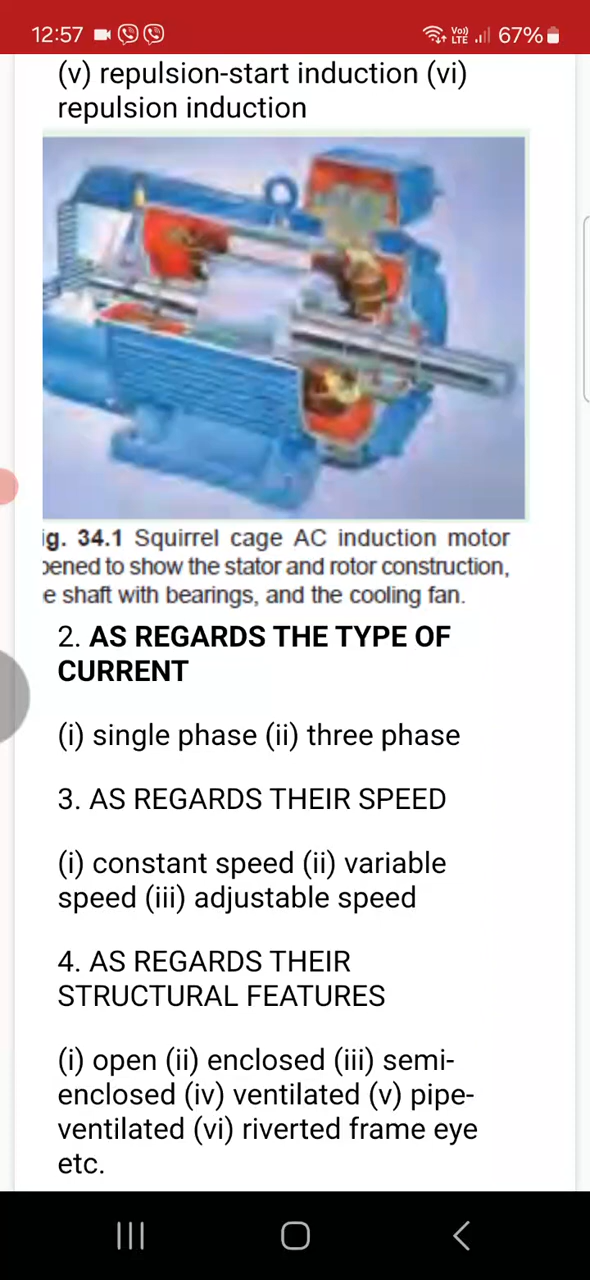 12:57
Vo))
LTE
67%
(v) repulsion-start induction (vi)
repulsion induction
ig. 34.1 Squirrel cage AC induction motor
pened to show the stator and rotor construction,
e shaft with bearings, and the cooling fan.
2. AS REGARDS THE TYPE OF
CURRENT
(i) single phase (ii) three phase
3. AS REGARDS THEIR SPEED
(i) constant speed (ii) variable
speed (iii) adjustable speed
4. AS REGARDS THEIR
STRUCTURAL FEATURES
(i) open (ii) enclosed (iii) semi-
enclosed (iv) ventilated (v) pipe-
ventilated (vi) riverted frame eye
etc.